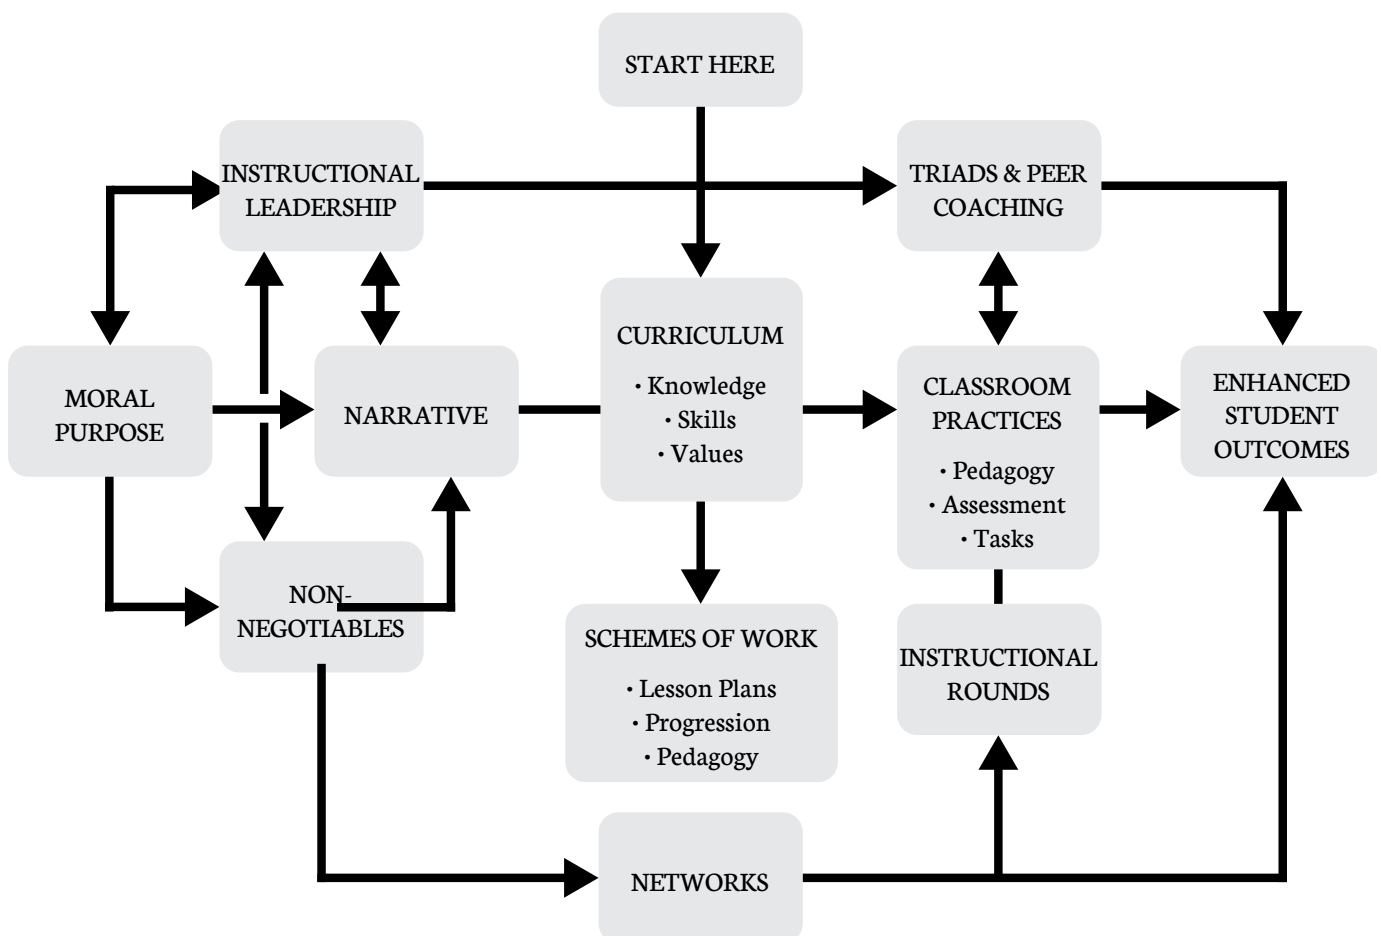 START HERE
INSTRUCTIONAL
LEADERSHIP
TRIADS & PEER
COACHING
MORAL
PURPOSE
NARRATIVE
CURRICULUM
• Knowledge
• Skills
• Values
CLASSROOM
PRACTICES
• Pedagogy
• Assessment
• Tasks
ENHANCED
STUDENT
OUTCOMES
NON-
NEGOTIABLES
SCHEMES OF WORK
• Lesson Plans
• Progression
• Pedagogy
INSTRUCTIONAL
ROUNDS
NETWORKS